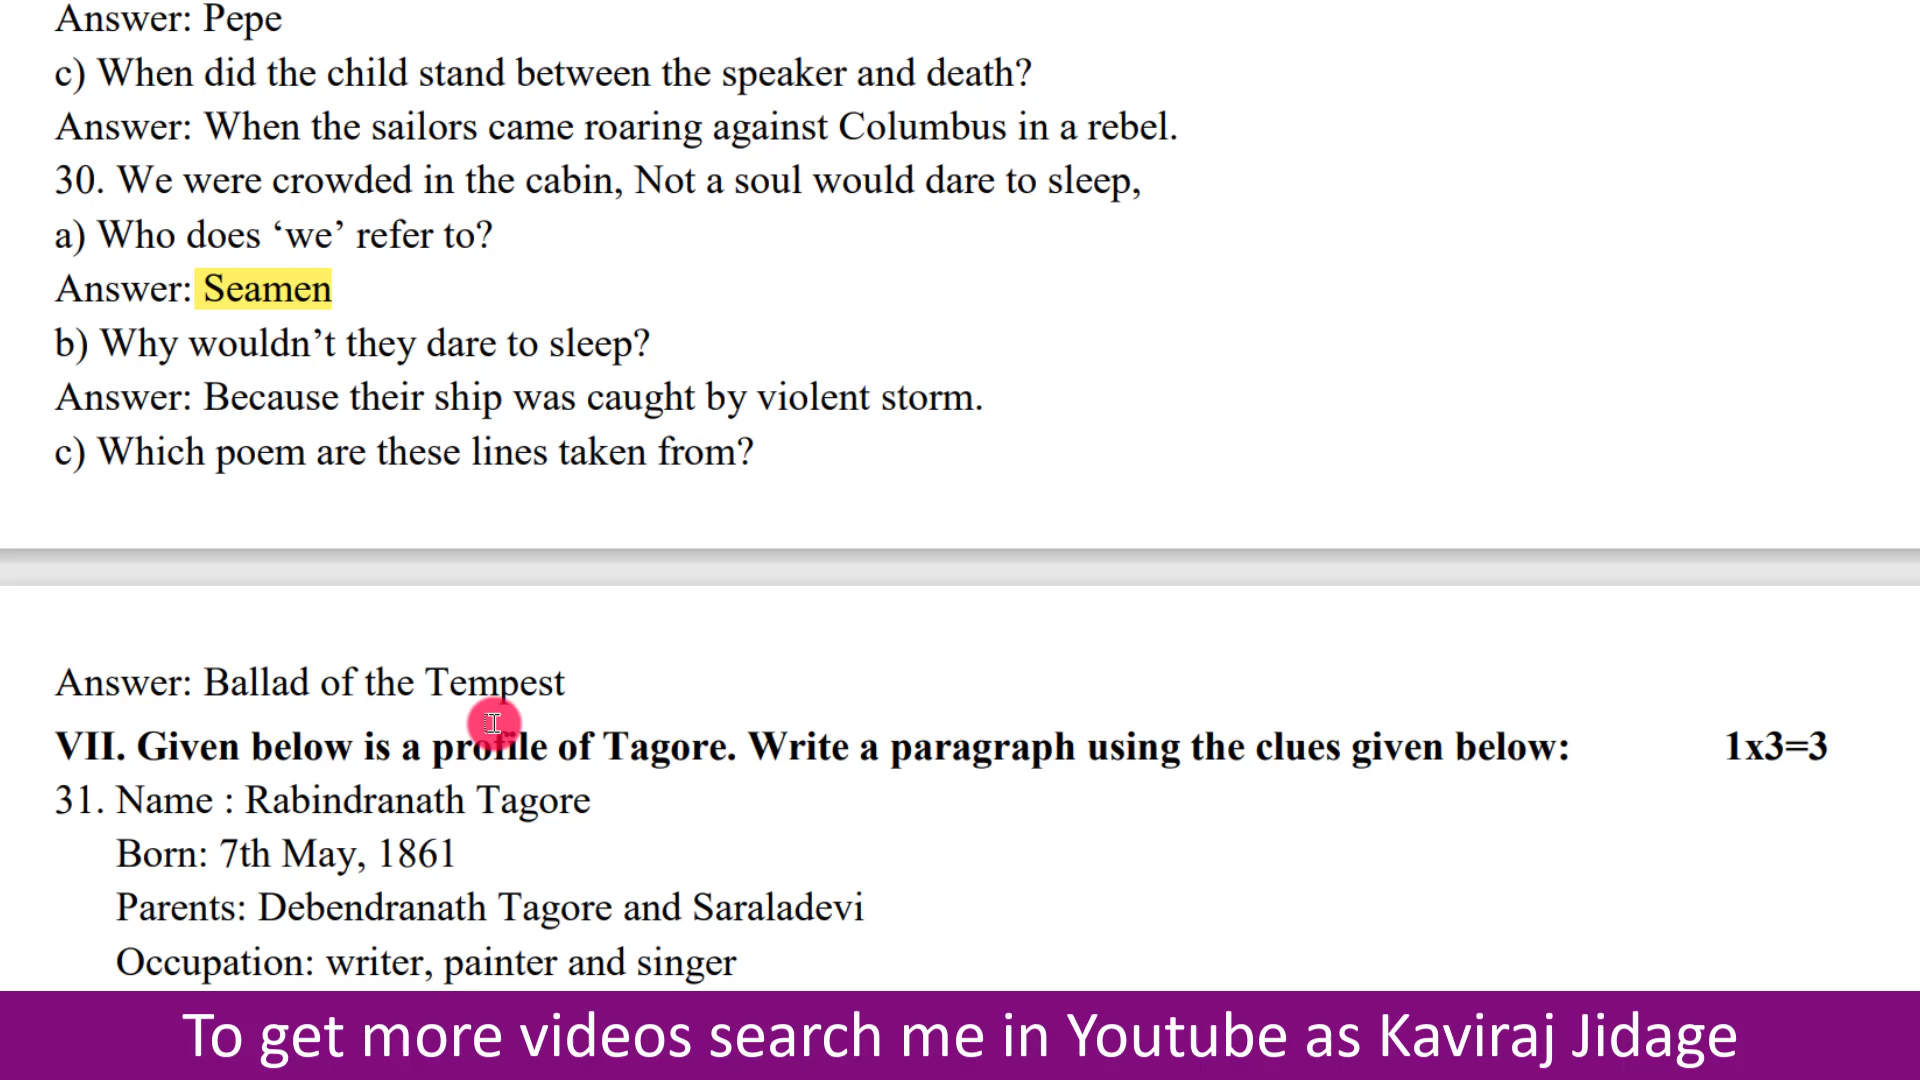 Answer: Pepe
c) When did the child stand between the speaker and death?
Answer: When the sailors came roaring against Columbus in a rebel.
30. We were crowded in the cabin, Not a soul would dare to sleep,
a) Who does ‘we’ refer to?
Answer: Seamen
b) Why wouldn’t they dare to sleep?
Answer: Because their ship was caught by violent storm.
c) Which poem are these lines taken from?
Answer: Ballad of the Tempest
VII. Given below is a profile of Tagore. Write a paragraph using the clues given below: 1x3=3
31. Name : Rabindranath Tagore
Born: 7th May, 1861
Parents: Debendranath Tagore and Saraladevi
Occupation: writer, painter and singer
To get more videos search me in Youtube as Kaviraj Jidage